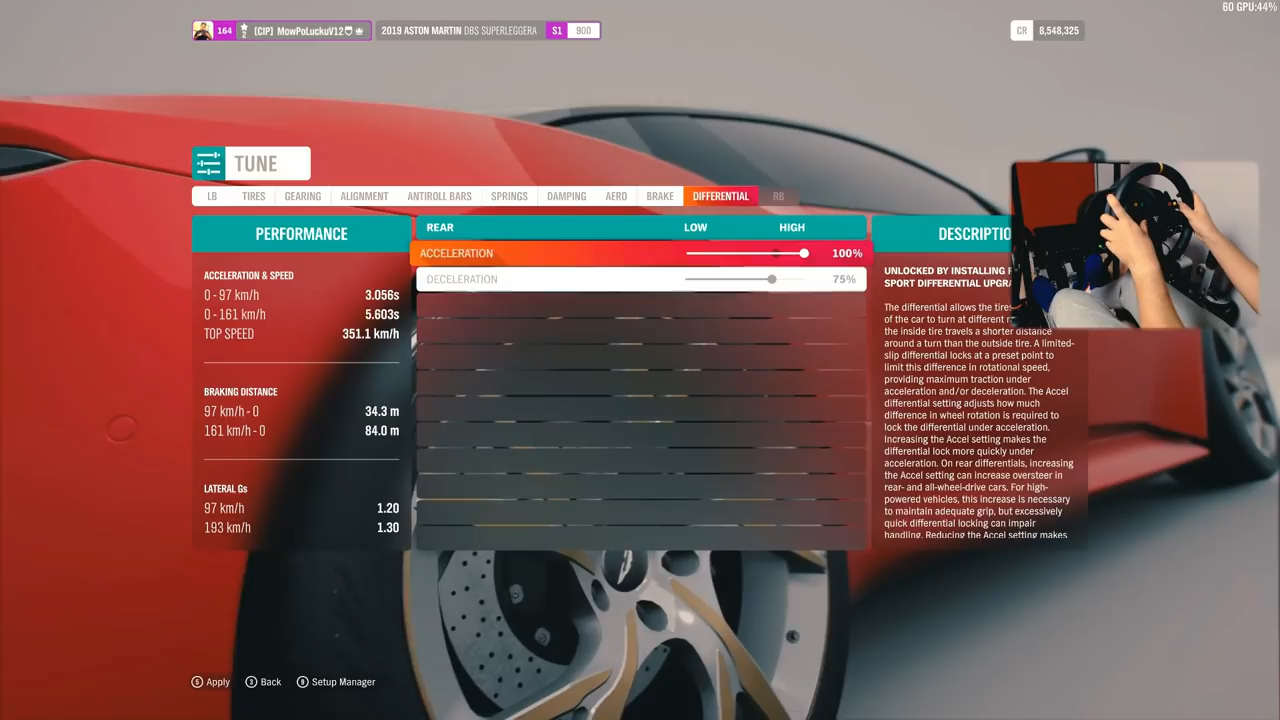 60 GPU:44%
164 2 [CIP] MowPoLuckuV12 2019 ASTON MARTIN DBS SUPERLEGGERA S1 900 CR 8,548,325
TUNE
LB TIRES GEARING ALIGNMENT ANTIROLL BARS SPRINGS DAMPING AERO BRAKE DIFFERENTIAL RB
PERFORMANCE
ACCELERATION & SPEED
0 - 97 km/h 3.056s
0 - 161 km/h 5.603s
TOP SPEED 351.1 km/h
BRAKING DISTANCE
97 km/h - 0 34.3 m
161 km/h - 0 84.0 m
LATERAL Gs
97 km/h 1.20
193 km/h 1.30
REAR LOW HIGH
ACCELERATION 100%
DECELERATION 75%
DESCRIPTIO
UNLOCKED BY INSTALLING
SPORT DIFFERENTIAL UPGR
The differential allows the tires
of the car to turn at different
the inside tire travels a shorter distance
around a turn than the outside tire. A limited-
slip differential locks at a preset point to
limit this difference in rotational speed,
providing maximum traction under
acceleration and/or deceleration. The Accel
differential setting adjusts how much
difference in wheel rotation is required to
lock the differential under acceleration.
Increasing the Accel setting makes the
differential lock more quickly under
acceleration. On rear differentials, increasing
the Accel setting can increase oversteer in
rear- and all-wheel-drive cars. For high-
powered vehicles, this increase is necessary
to maintain adequate grip, but excessively
quick differential locking can impair
handling. Reducing the Accel setting makes
Apply Back Setup Manager